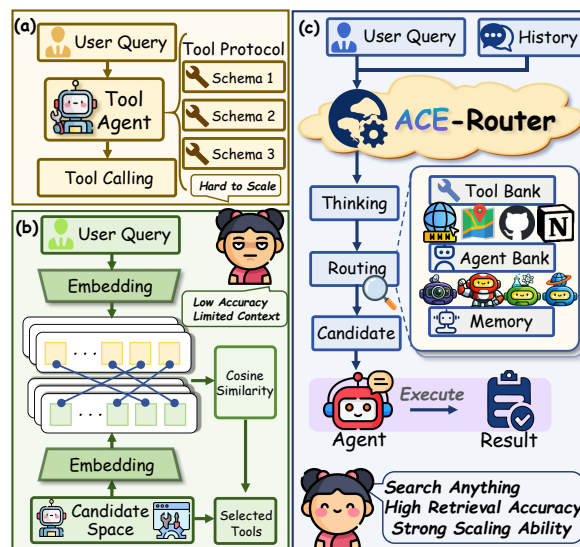 (a)
User Query
Tool Protocol
Tool
Agent
Schema 1
Schema 2
Schema 3
Tool Calling
Hard to Scale
(b)
User Query
Embedding
Low Accuracy
Limited Context
Cosine
Similarity
Embedding
Candidate
Space
Selected
Tools
(c)
User Query
History
ACE-Router
Thinking
Routing
Candidate
Tool Bank
WWW
N
Agent Bank
Memory
Agent
Execute
Result
Search Anything
High Retrieval Accuracy
Strong Scaling Ability